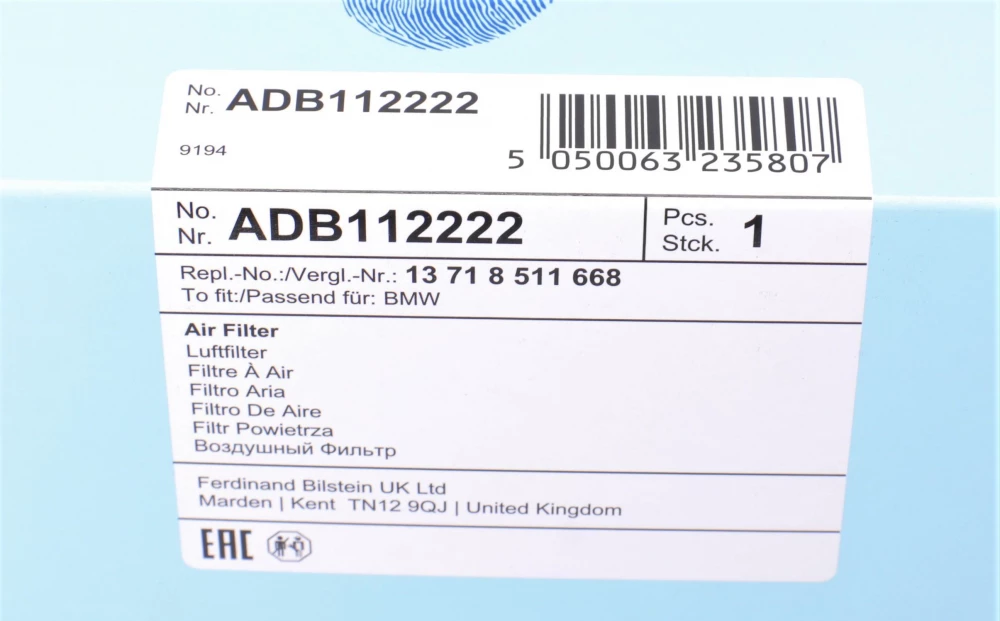 No.
Nr. ADB112222
9194
5 050063 235807
No.
Nr. ADB112222
Pcs.
Stck. 1
Repl.-No.:/Vergl.-Nr.: 13 71 8 511 668
To fit:/Passend für: BMW
Air Filter
Luftfilter
Filtre À Air
Filtro Aria
Filtro De Aire
Filtr Powietrza
Воздушный Фильтр
Ferdinand Bilstein UK Ltd
Marden | Kent TN12 9QJ | United Kingdom
EAC